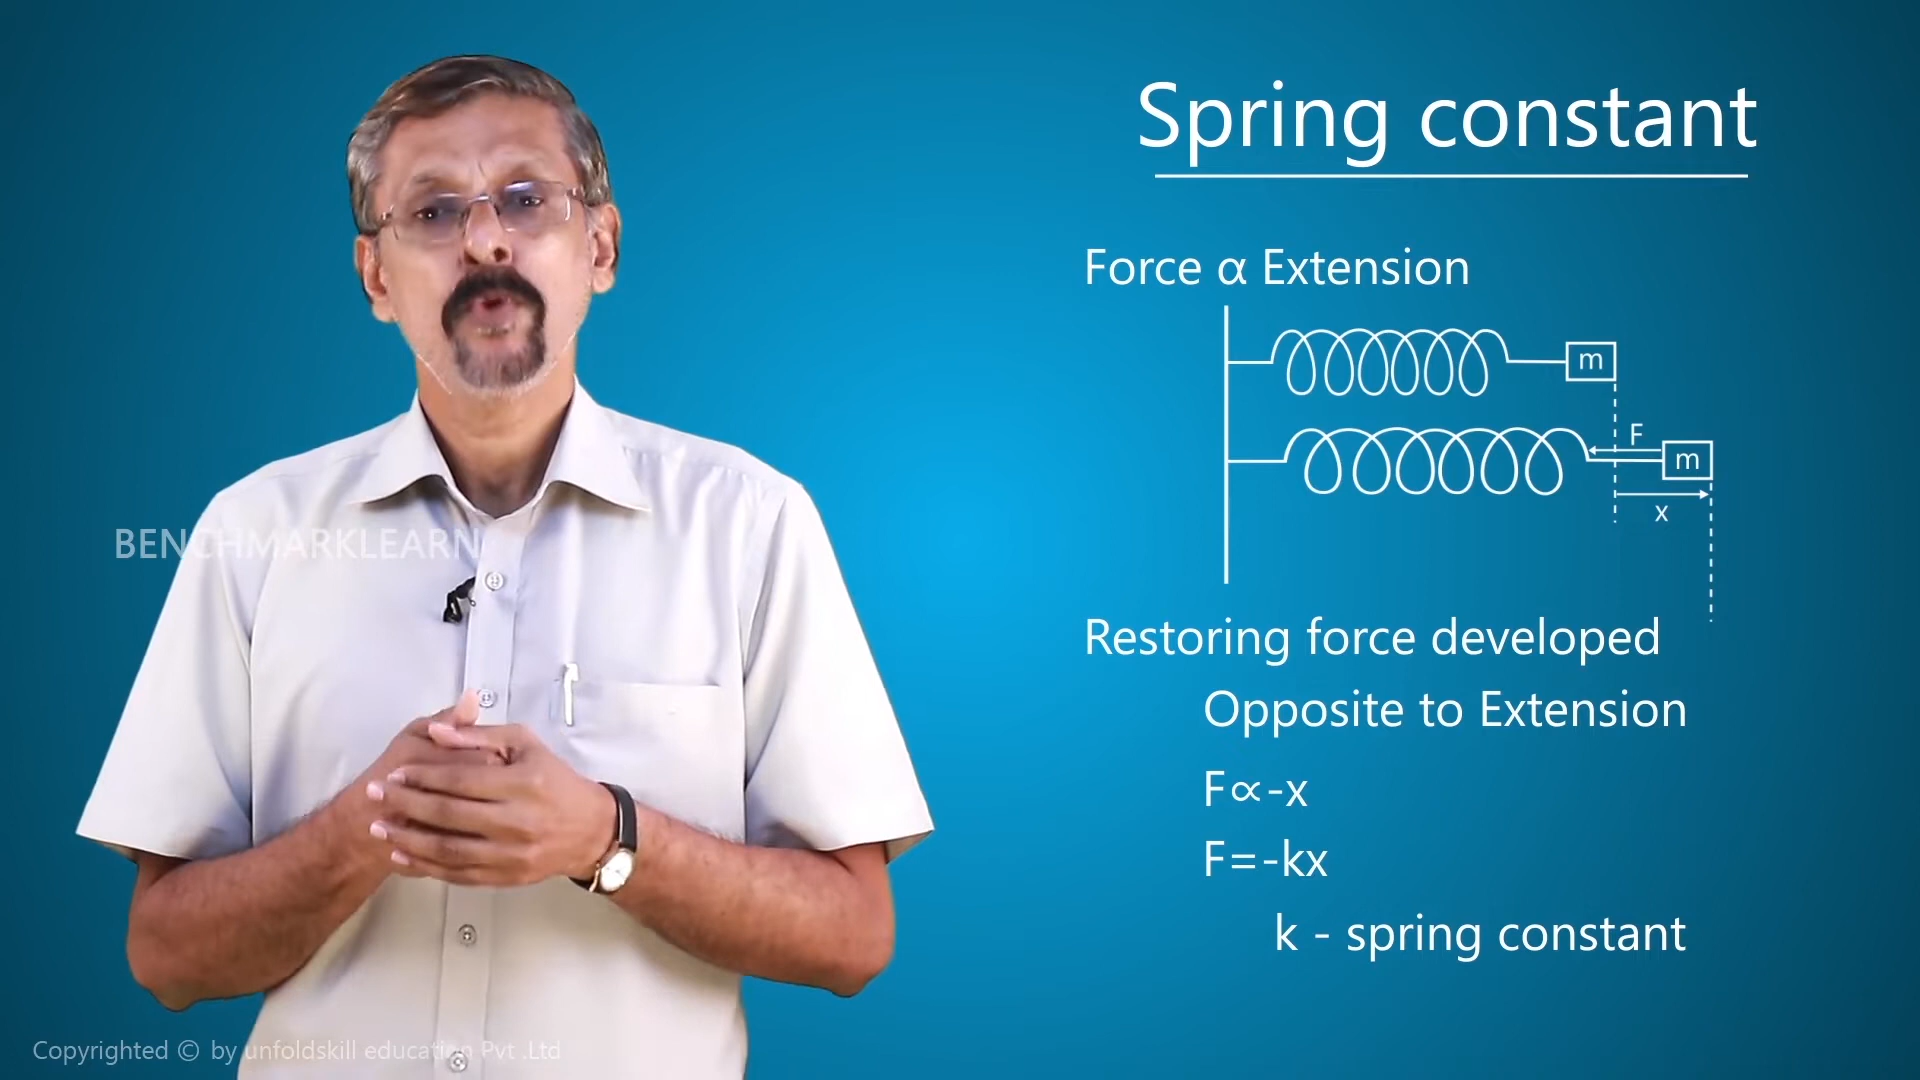 Spring constant
Force α Extension
m
F
m
x
Restoring force developed
Opposite to Extension
F∝-x
F=-kx
k - spring constant
BENCHMARKLEARN
Copyrighted © by unfoldskill education Pvt .Ltd